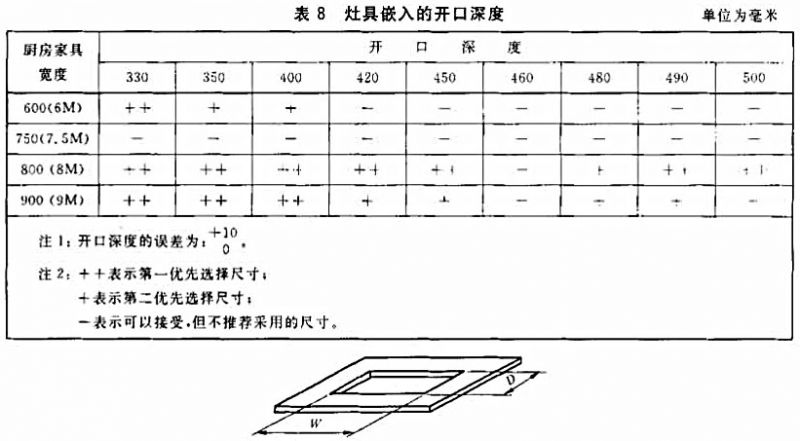 表 8 灶具嵌入的开口深度
单位为毫米
厨房家具宽度 开口深度
330 350 400 420 450 460 480 490 500
600(6M) ++ + + - - - - - -
750(7.5M) - - - - - - - - -
800 (8M) ++ ++ ++ ++ ++ - + ++ ++
900 (9M) ++ ++ ++ + + - + + -
注 1:开口深度的误差为:+10 0。
注 2:++表示第一优先选择尺寸;
+表示第二优先选择尺寸;
-表示可以接受,但不推荐采用的尺寸。
D
W